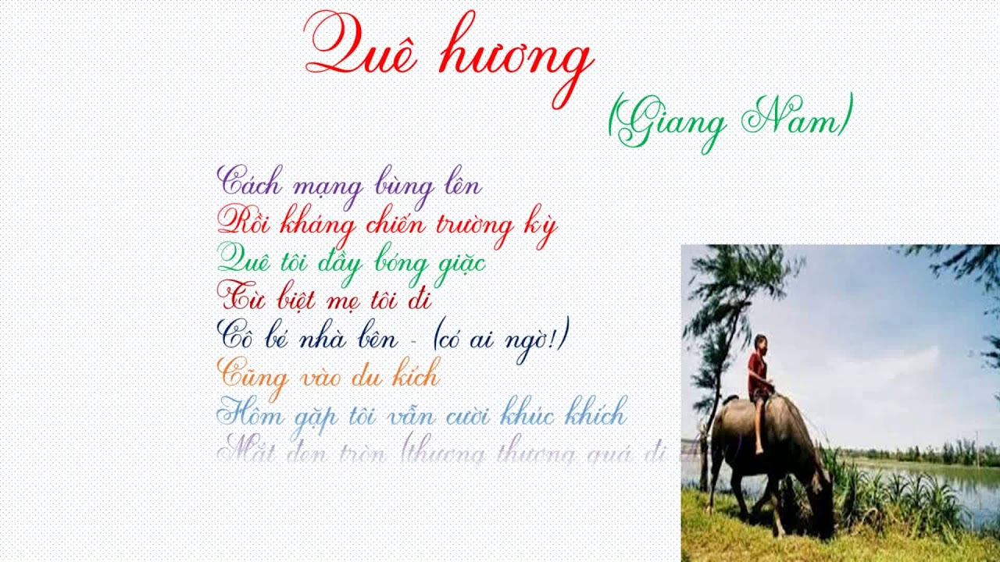 Quê hương
(Giang Nam)
Cách mạng bùng lên
Rồi kháng chiến trường kỳ
Quê tôi đầy bóng giặc
Từ biệt mẹ tôi đi
Cô bé nhà bên - (có ai ngờ!)
Cũng vào du kích
Hôm gặp tôi vẫn cười khúc khích
Mắt đen tròn (thương thương quá đi